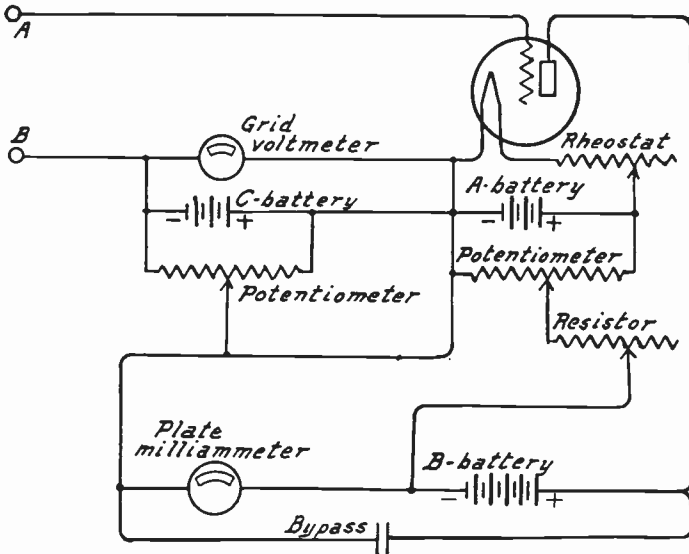 A
B
Grid
voltmeter
Rheostat
C-battery
A-battery
- +
- +
Potentiometer
Potentiometer
Resistor
Plate
milliammeter
B-battery
- +
Bypass